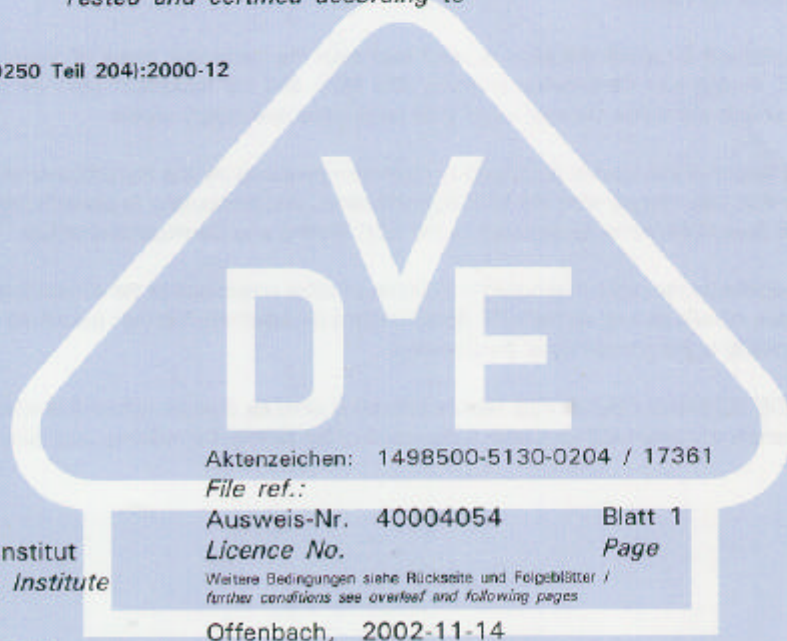 Tested and certified according to
0250 Teil 204):2000-12
VDE
Aktenzeichen: 1498500-5130-0204 / 17361
File ref.:
Ausweis-Nr. 40004054 Blatt 1
nstitut Licence No. Page
Institute
Weitere Bedingungen siehe Rückseite und Folgeblätter /
further conditions see overleaf and following pages
Offenbach, 2002-11-14